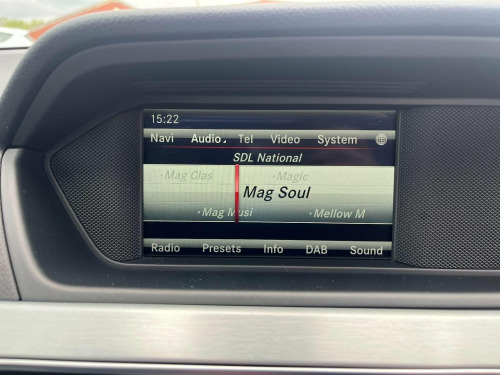 15:22
Navi Audio Tel Video System
SDL National
Mag Clas Magic
Mag Soul
Mag Musi Mellow M
Radio Presets Info DAB Sound